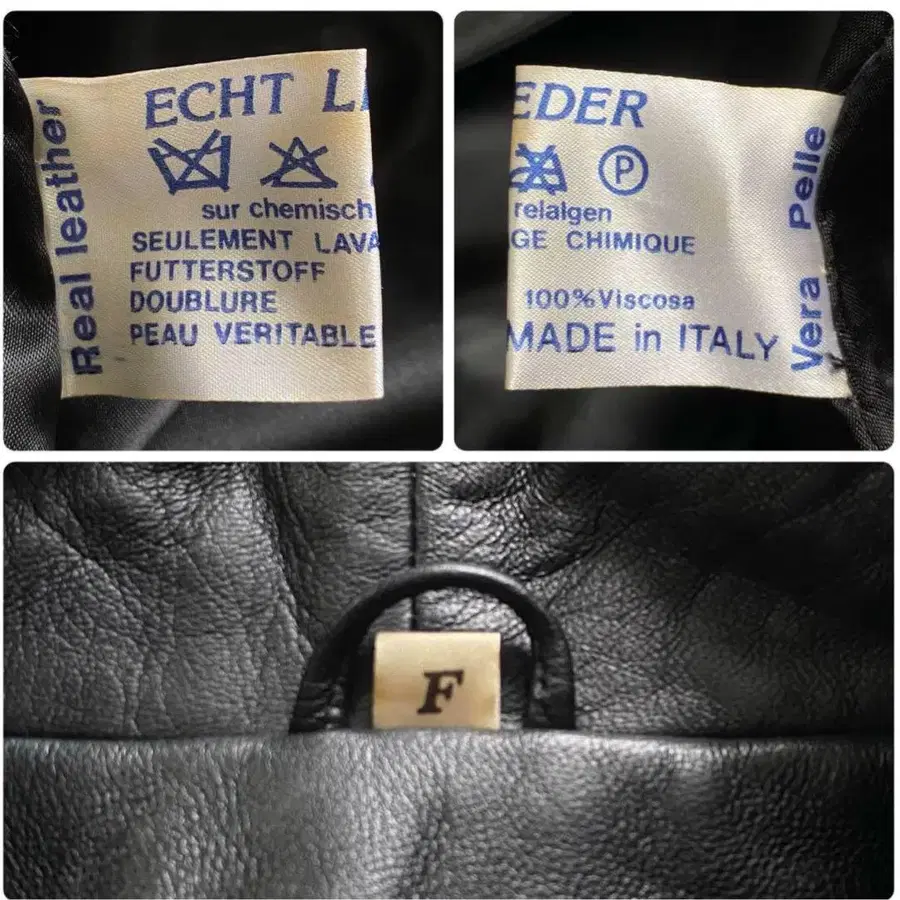 Real leather
ECHT L
sur chemisch
SEULEMENT LAVA
FUTTERSTOFF
DOUBLURE
PEAU VERITABLE
EDER
P
relalgen
GE CHIMIQUE
100%Viscosa
MADE in ITALY
Vera Pelle
F